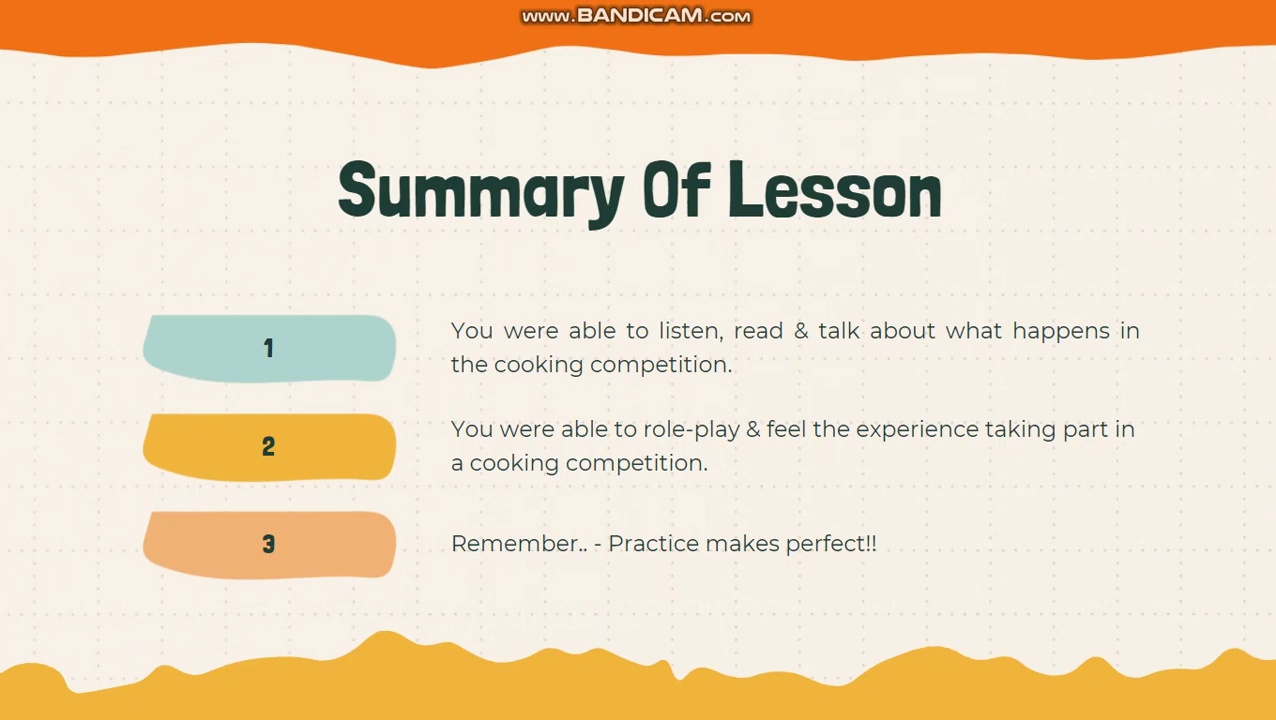 www.BANDICAM.com
Summary Of Lesson
1
You were able to listen, read & talk about what happens in
the cooking competition.
2
You were able to role-play & feel the experience taking part in
a cooking competition.
3
Remember.. - Practice makes perfect!!